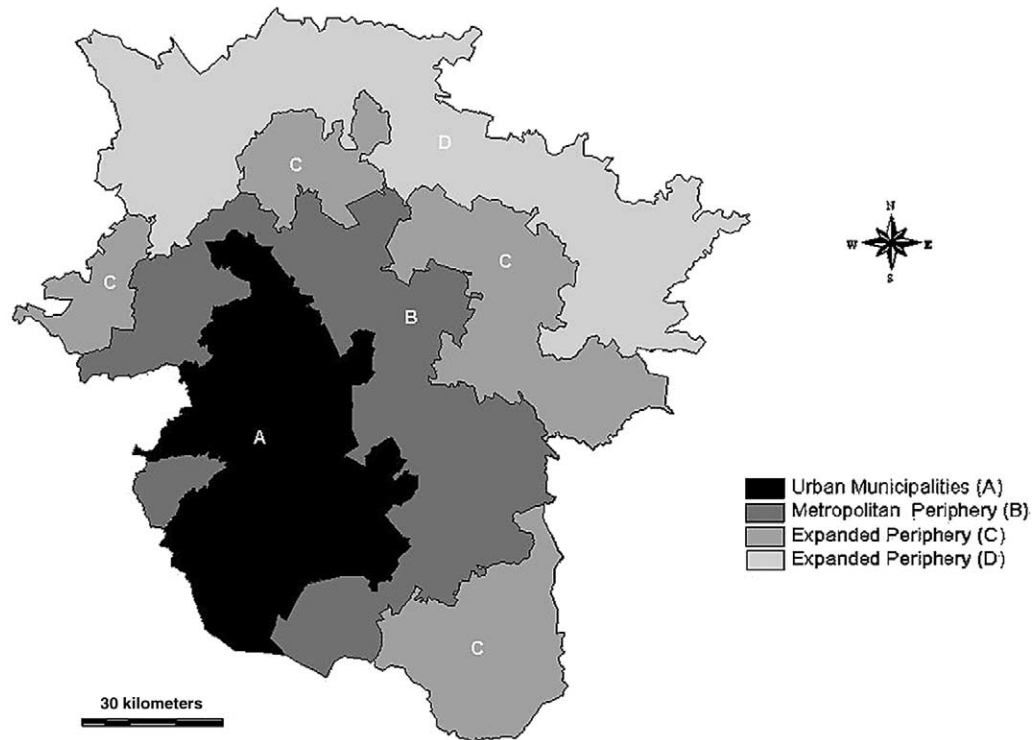 D
C
C
C
B
A
C
N
W E
S
Urban Municipalities (A)
Metropolitan Periphery (B)
Expanded Periphery (C)
Expanded Periphery (D)
30 kilometers